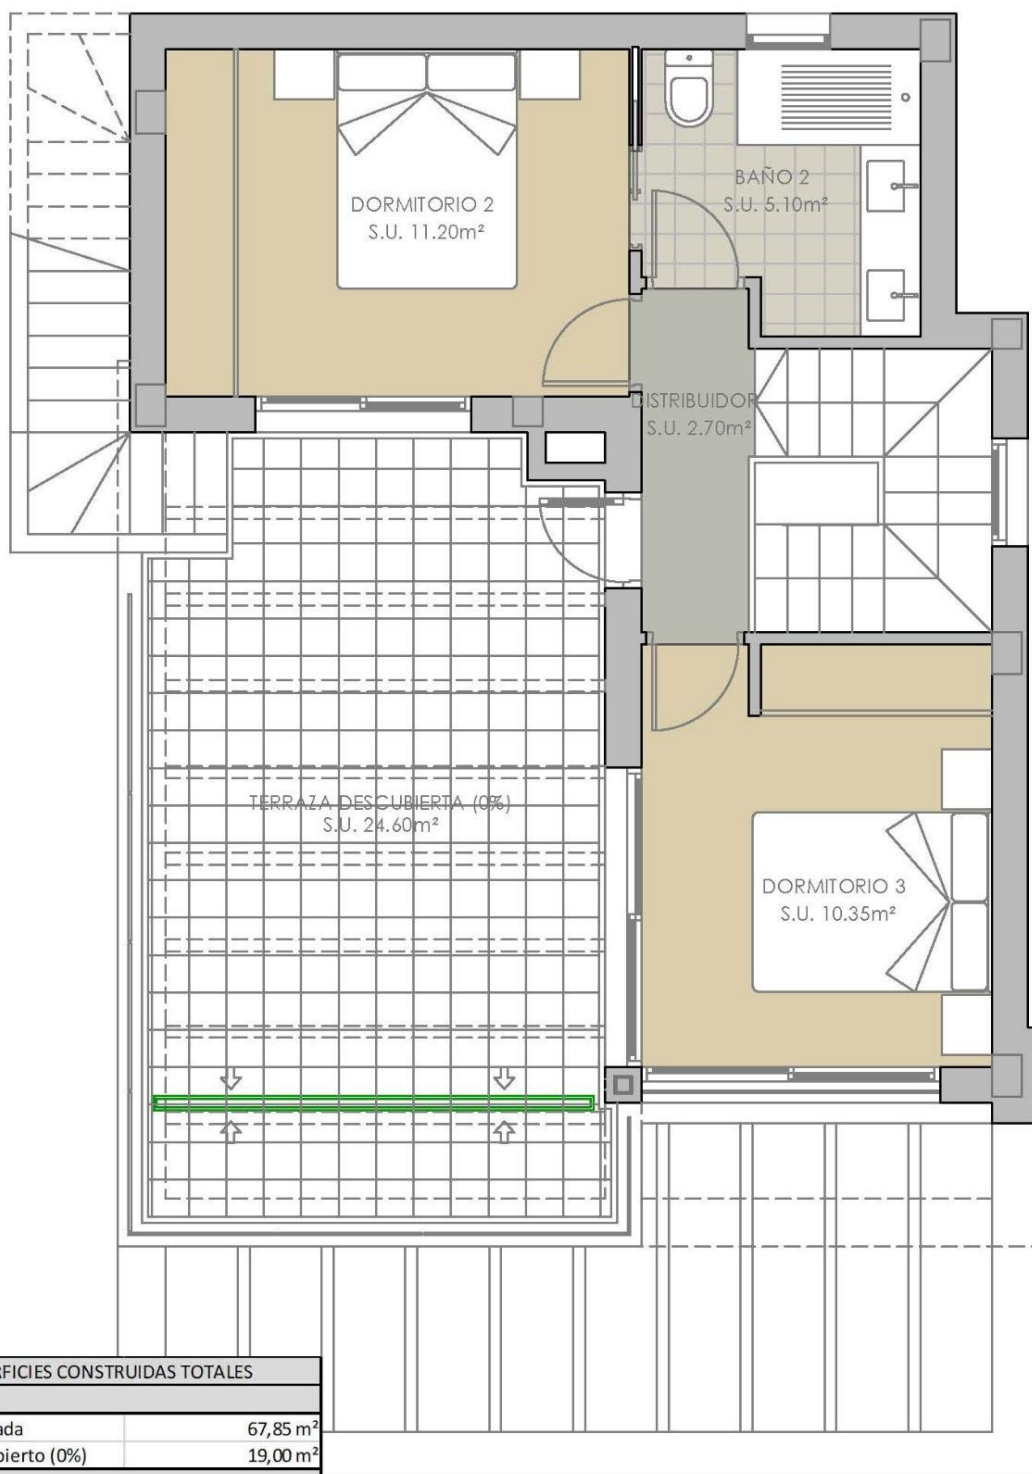 DORMITORIO 2
S.U. 11.20m²
BAÑO 2
S.U. 5.10m²
DISTRIBUIDOR
S.U. 2.70m²
TERRAZA DESCUBIERTA (0%)
S.U. 24.60m²
DORMITORIO 3
S.U. 10.35m²
RFICIES CONSTRUIDAS TOTALES
ada 67,85 m²
bierto (0%) 19,00 m²